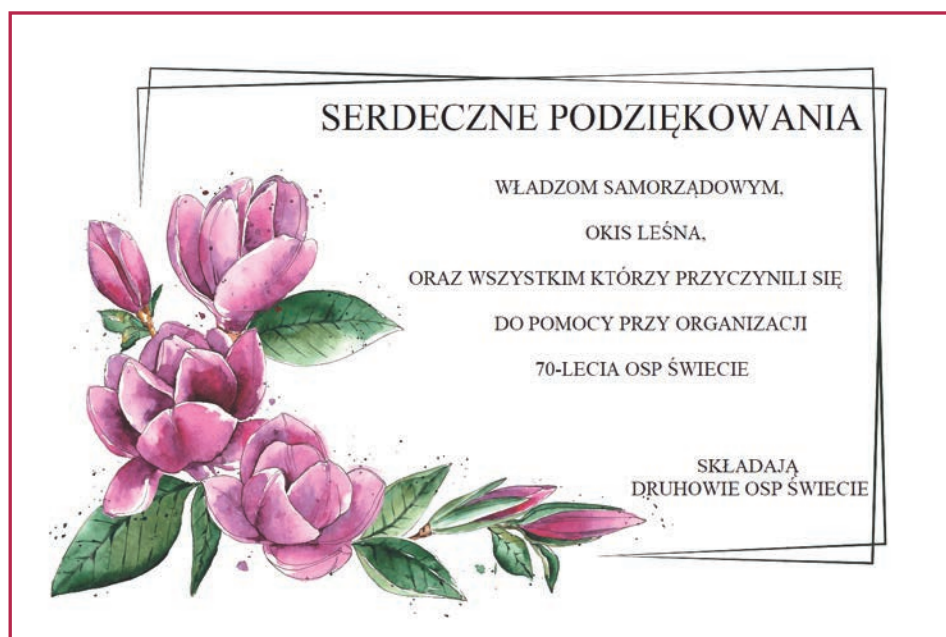 SERDECZNE PODZIĘKOWANIA
WŁADZOM SAMORZĄDOWYM,
OKIS LEŚNA,
ORAZ WSZYSTKIM KTÓRZY PRZYCZYNILI SIĘ
DO POMOCY PRZY ORGANIZACJI
70-LECIA OSP ŚWIECIE
SKŁADAJĄ
DRUHOWIE OSP ŚWIECIE